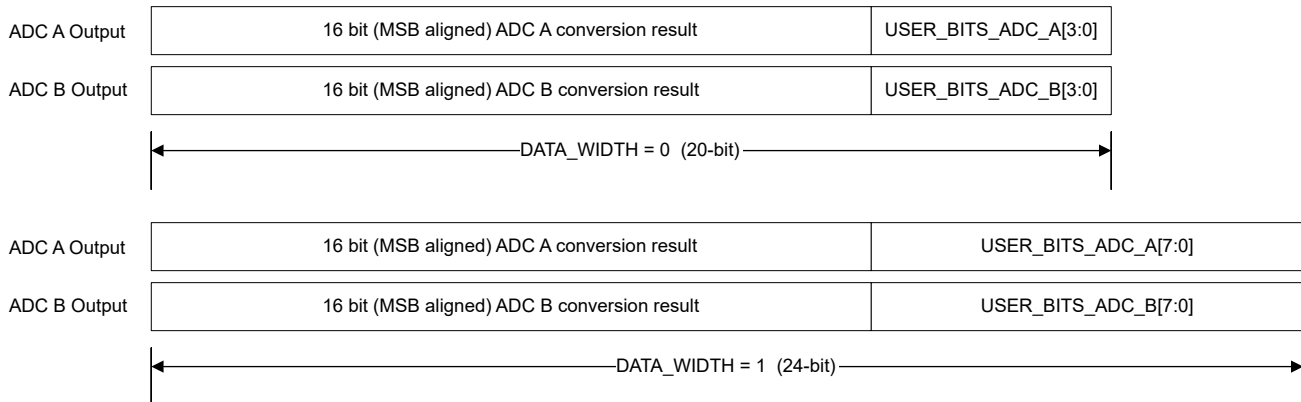 ADC A Output 16 bit (MSB aligned) ADC A conversion result USER_BITS_ADC_A[3:0]
ADC B Output 16 bit (MSB aligned) ADC B conversion result USER_BITS_ADC_B[3:0]
DATA_WIDTH = 0 (20-bit)
ADC A Output 16 bit (MSB aligned) ADC A conversion result USER_BITS_ADC_A[7:0]
ADC B Output 16 bit (MSB aligned) ADC B conversion result USER_BITS_ADC_B[7:0]
DATA_WIDTH = 1 (24-bit)